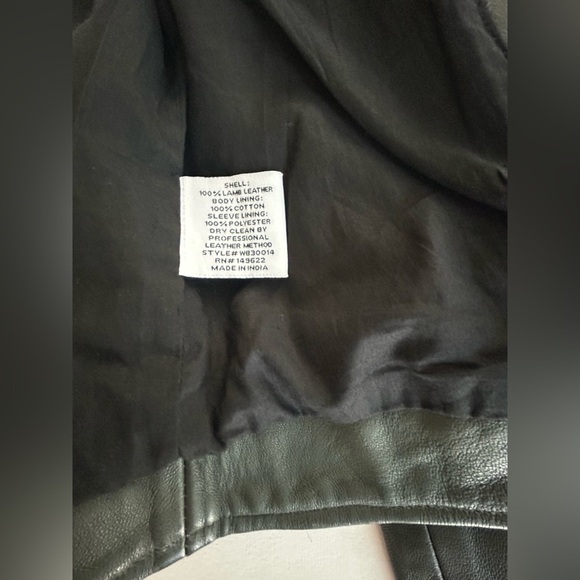 SHELL:
100% LAMB LEATHER
BODY LINING:
100% COTTON
SLEEVE LINING:
100% POLYESTER
DRY CLEAN BY
PROFESSIONAL
LEATHER METHOD
STYLE# WB30014
RN# 149622
MADE IN INDIA